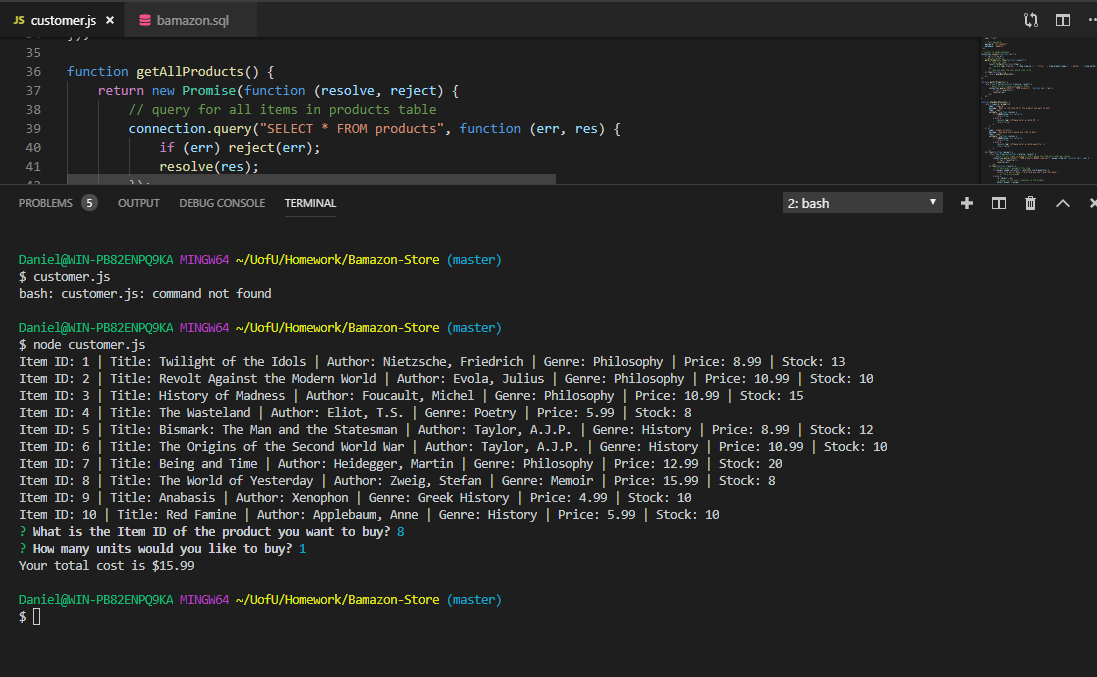 JS customer.js ×
bamazon.sql
35
36 function getAllProducts() {
37 return new Promise(function (resolve, reject) {
38 // query for all items in products table
39 connection.query("SELECT * FROM products", function (err, res) {
40 if (err) reject(err);
41 resolve(res);
PROBLEMS 5 OUTPUT DEBUG CONSOLE TERMINAL 2: bash
Daniel@WIN-PB82ENPQ9KA MINGW64 ~/UofU/Homework/Bamazon-Store (master)
$ customer.js
bash: customer.js: command not found
Daniel@WIN-PB82ENPQ9KA MINGW64 ~/UofU/Homework/Bamazon-Store (master)
$ node customer.js
Item ID: 1 | Title: Twilight of the Idols | Author: Nietzsche, Friedrich | Genre: Philosophy | Price: 8.99 | Stock: 13
Item ID: 2 | Title: Revolt Against the Modern World | Author: Evola, Julius | Genre: Philosophy | Price: 10.99 | Stock: 10
Item ID: 3 | Title: History of Madness | Author: Foucault, Michel | Genre: Philosophy | Price: 10.99 | Stock: 15
Item ID: 4 | Title: The Wasteland | Author: Eliot, T.S. | Genre: Poetry | Price: 5.99 | Stock: 8
Item ID: 5 | Title: Bismark: The Man and the Statesman | Author: Taylor, A.J.P. | Genre: History | Price: 8.99 | Stock: 12
Item ID: 6 | Title: The Origins of the Second World War | Author: Taylor, A.J.P. | Genre: History | Price: 10.99 | Stock: 10
Item ID: 7 | Title: Being and Time | Author: Heidegger, Martin | Genre: Philosophy | Price: 12.99 | Stock: 20
Item ID: 8 | Title: The World of Yesterday | Author: Zweig, Stefan | Genre: Memoir | Price: 15.99 | Stock: 8
Item ID: 9 | Title: Anabasis | Author: Xenophon | Genre: Greek History | Price: 4.99 | Stock: 10
Item ID: 10 | Title: Red Famine | Author: Applebaum, Anne | Genre: History | Price: 5.99 | Stock: 10
? What is the Item ID of the product you want to buy? 8
? How many units would you like to buy? 1
Your total cost is $15.99
Daniel@WIN-PB82ENPQ9KA MINGW64 ~/UofU/Homework/Bamazon-Store (master)
$